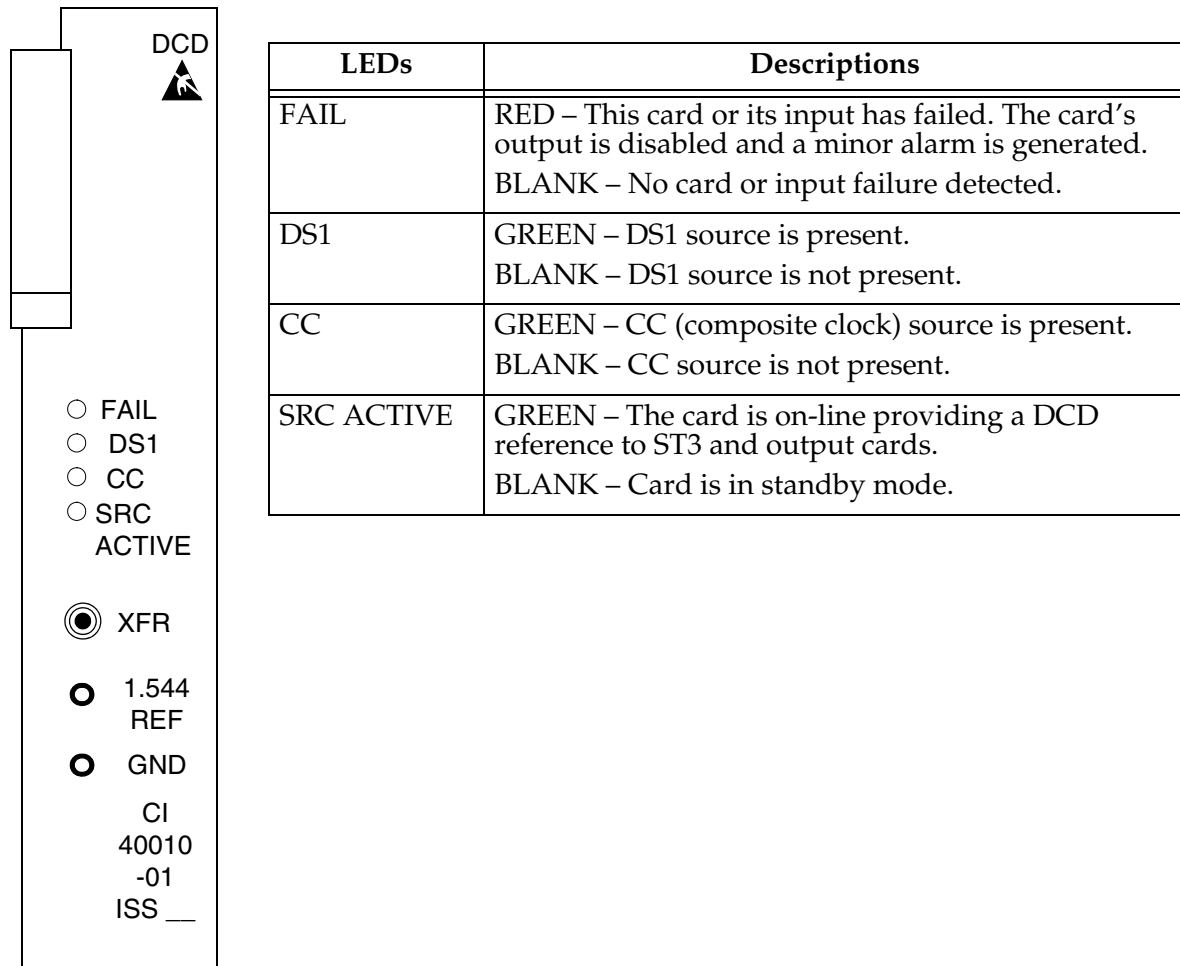 DCD
FAIL
DS1
CC
SRC
ACTIVE
XFR
1.544
REF
GND
CI
40010
-01
ISS __
LEDs Descriptions
FAIL RED – This card or its input has failed. The card’s
output is disabled and a minor alarm is generated.
BLANK – No card or input failure detected.
DS1 GREEN – DS1 source is present.
BLANK – DS1 source is not present.
CC GREEN – CC (composite clock) source is present.
BLANK – CC source is not present.
SRC ACTIVE GREEN – The card is on-line providing a DCD
reference to ST3 and output cards.
BLANK – Card is in standby mode.